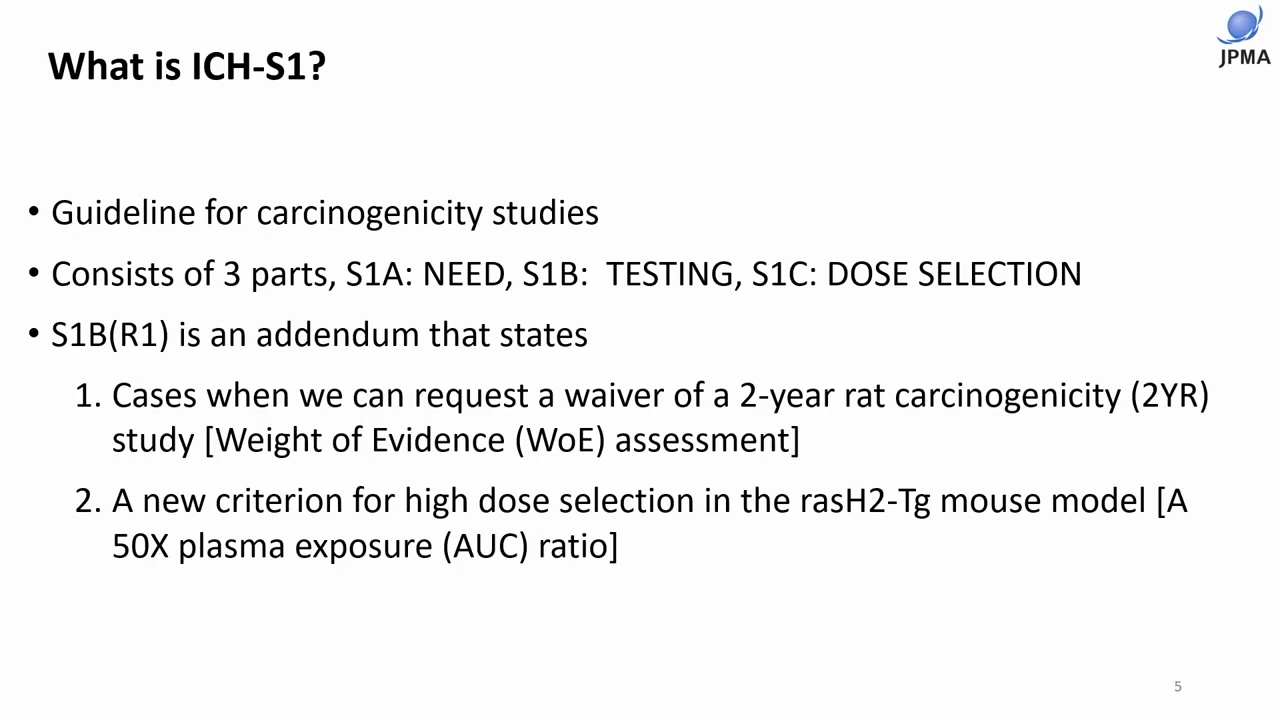 What is ICH-S1?
JPMA
• Guideline for carcinogenicity studies
• Consists of 3 parts, S1A: NEED, S1B:  TESTING, S1C: DOSE SELECTION
• S1B(R1) is an addendum that states
1. Cases when we can request a waiver of a 2-year rat carcinogenicity (2YR)
study [Weight of Evidence (WoE) assessment]
2. A new criterion for high dose selection in the rasH2-Tg mouse model [A
50X plasma exposure (AUC) ratio]
5